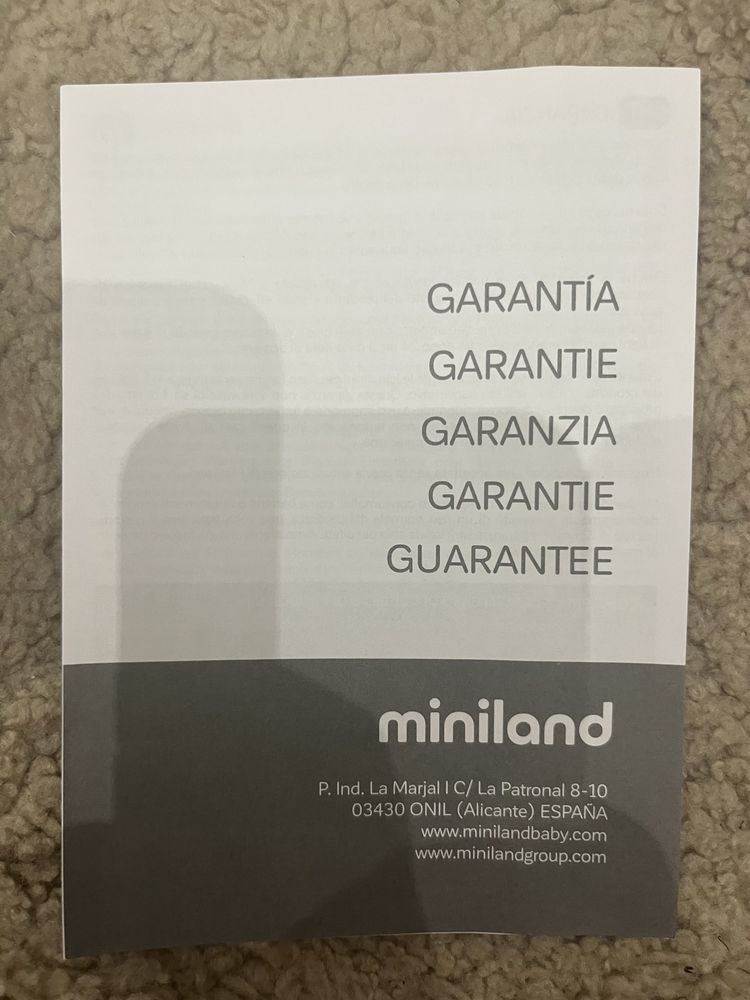 GARANTÍA
GARANTIE
GARANZIA
GARANTIE
GUARANTEE
miniland
P. Ind. La Marjal I C/ La Patronal 8-10
03430 ONIL (Alicante) ESPAÑA
www.minilandbaby.com
www.minilandgroup.com